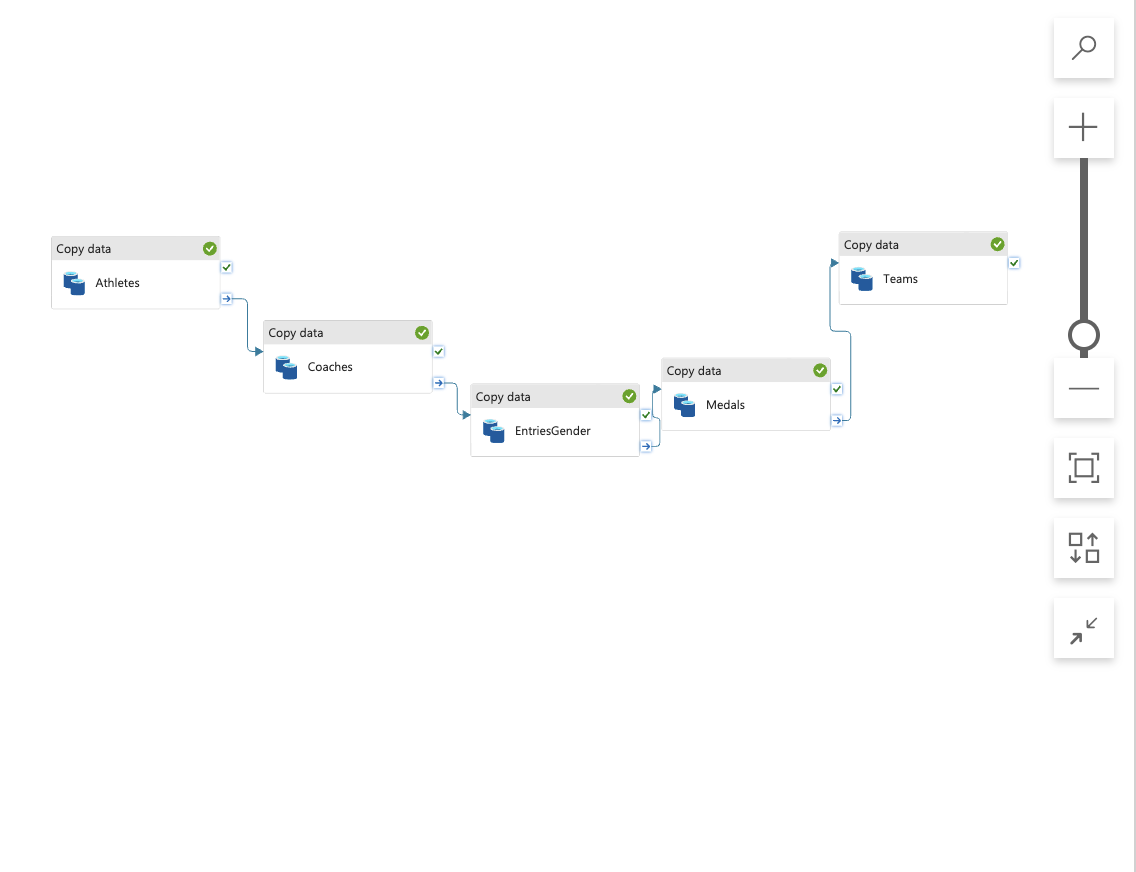 Copy data
Athletes
Copy data
Coaches
Copy data
EntriesGender
Copy data
Medals
Copy data
Teams